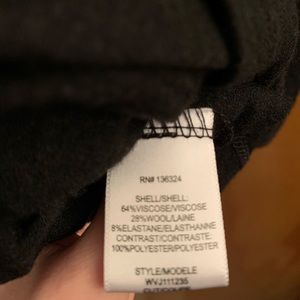 RN# 136324
SHELL/SHELL:
64%VISCOSE/VISCOSE
28%WOOL/LAINE
8%ELASTANE/ELASTHANNE
CONTRAST/CONTRASTE:
100%POLYESTER/POLYESTER
STYLE/MODELE
WVJ111235